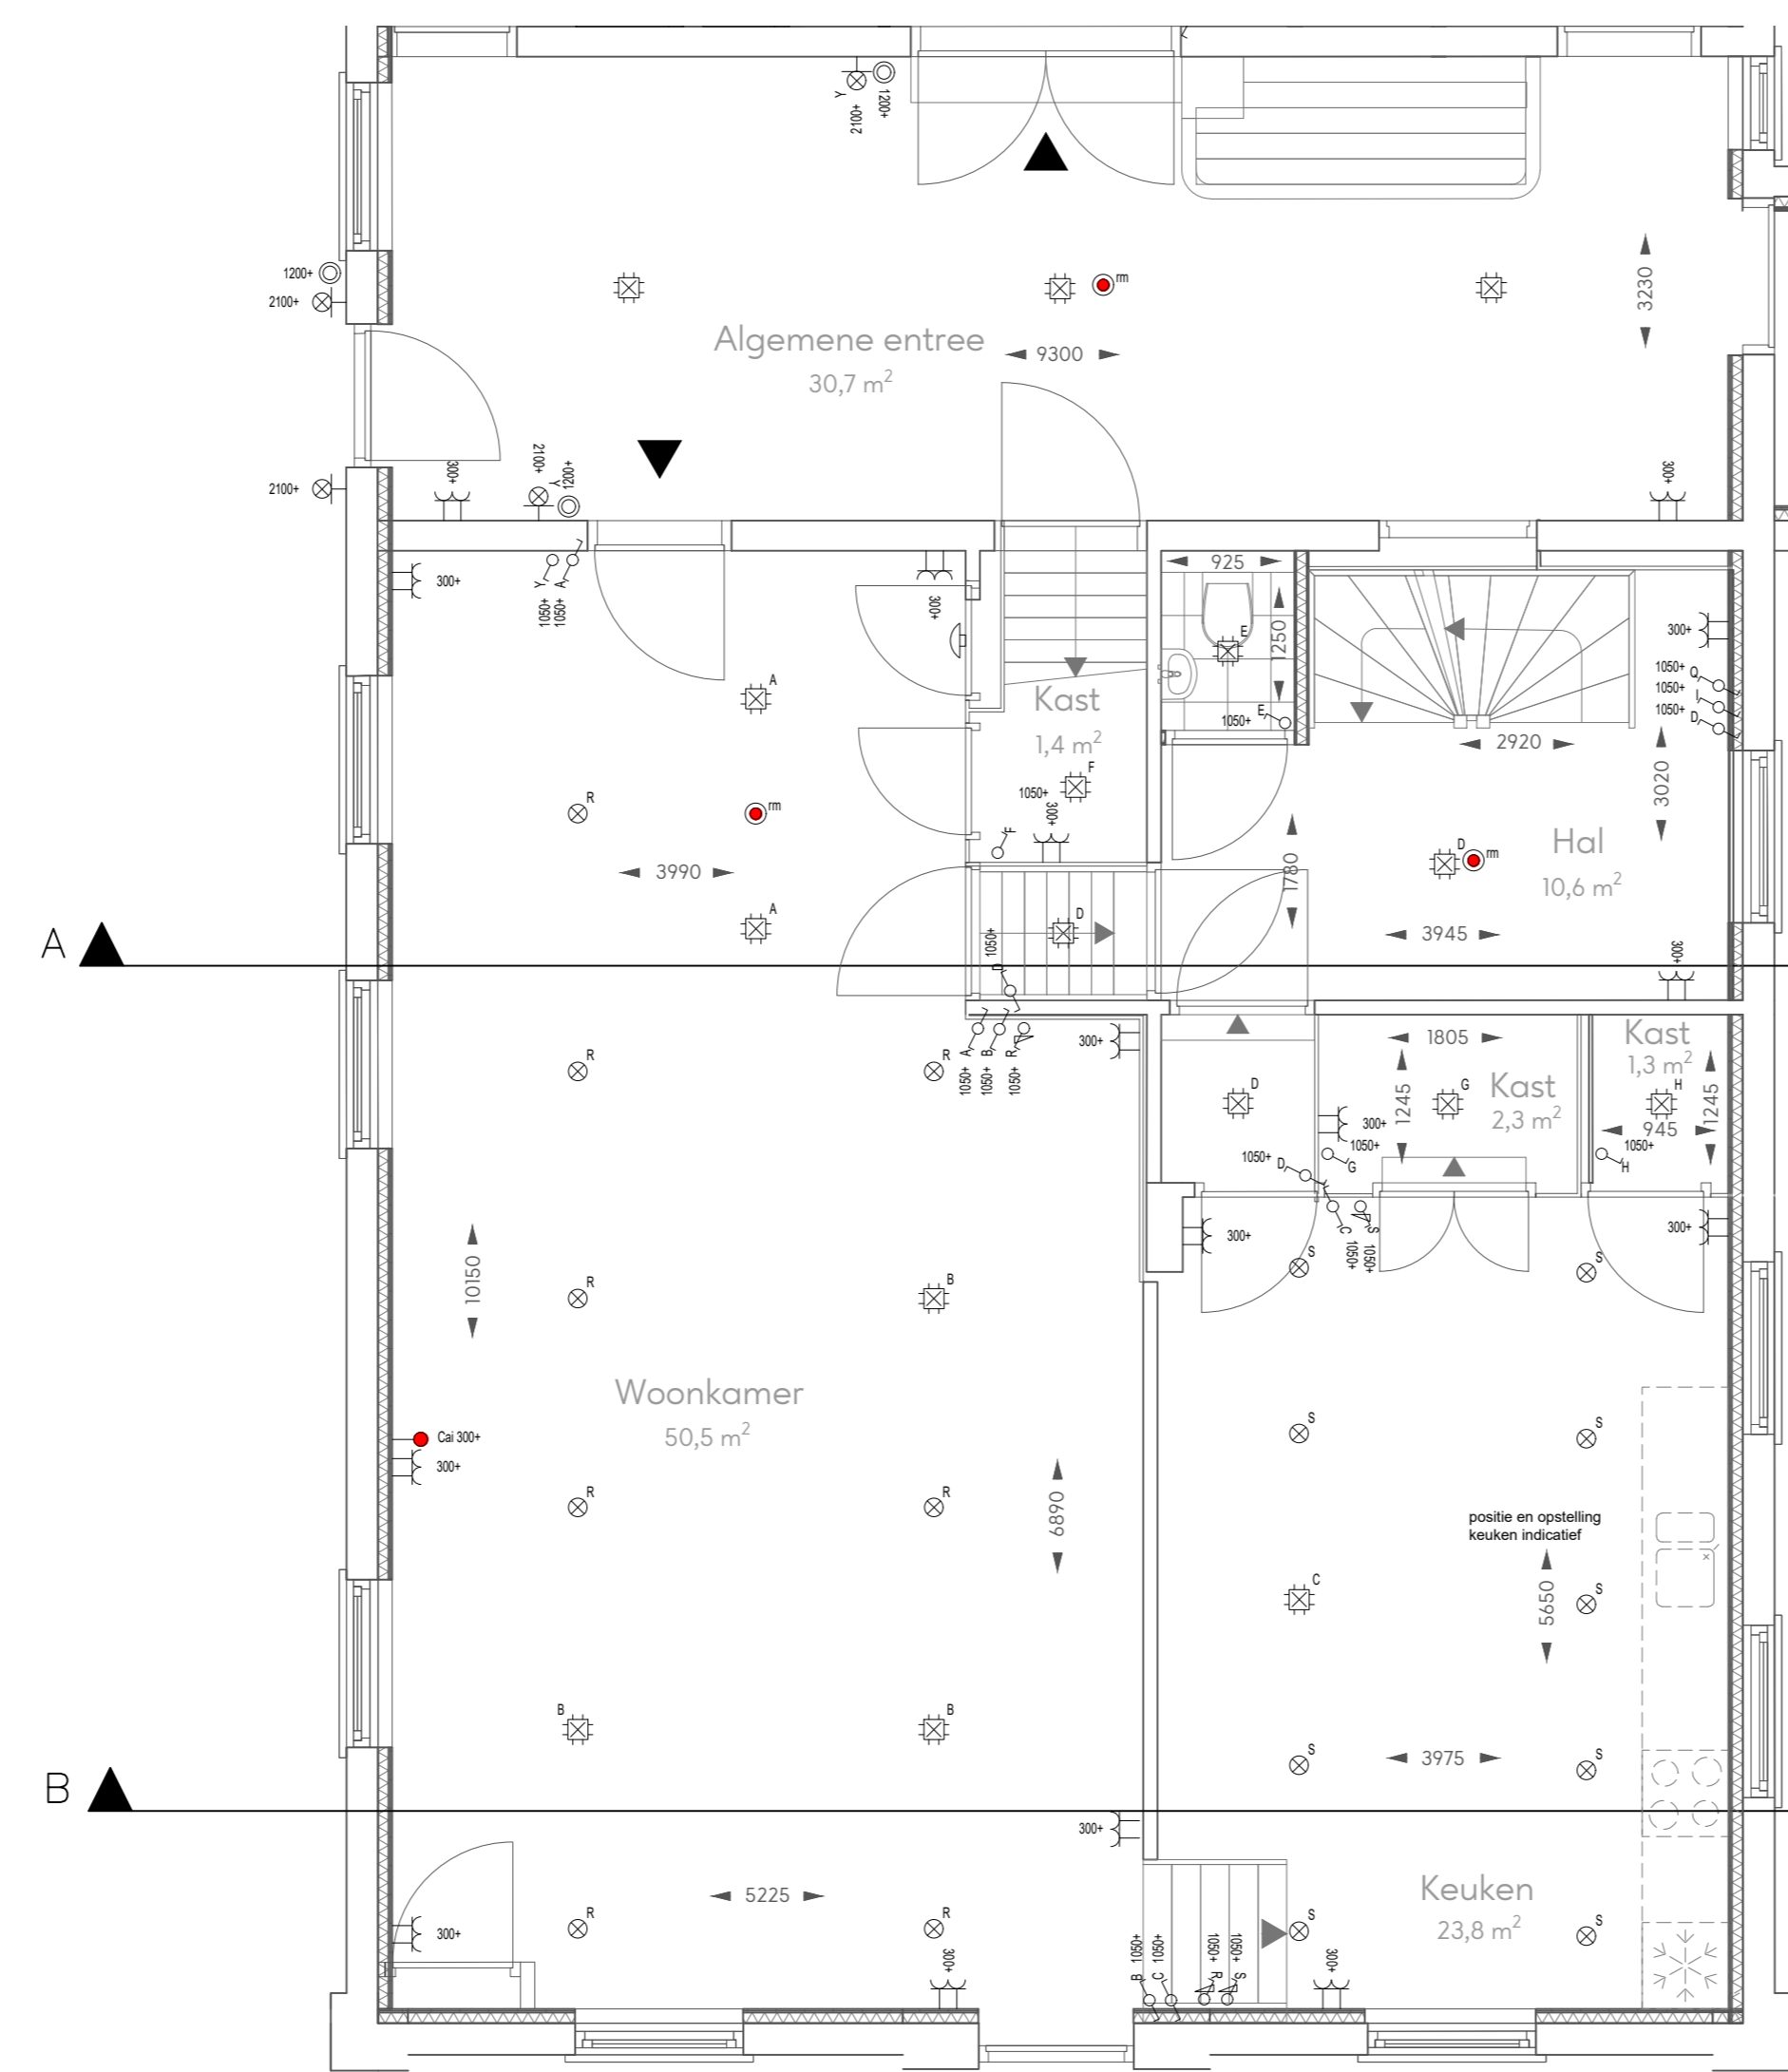 Y
2100+
1200+
1200+
2100+
rm
3230
Algemene entree
9300
30,7 m²
2100+
300+
2100+
Y
1200+
300+
300+
Y
1050+
A
1050+
300+
925
E
1250
300+
1050+
Q
1050+
I
1050+
D
Kast
1,4 m²
1050+
E
2920
3020
A
F
1050+
300+
F
R
rm
Hal
10,6 m²
D
rm
3990
1780
A
D
3945
A
1050+
D
300+
A
1050+
B
1050+
R
1050+
300+
R
R
1805
1245
Kast
2,3 m²
Kast
1,3 m²
1245
D
G
H
945
300+
1050+
G
1050+
D
1050+
H
C
1050+
S
1050+
300+
300+
S
S
10150
R
B
Woonkamer
50,5 m²
S
S
Cai 300+
300+
6890
R
R
positie en opstelling
keuken indicatief
5650
C
S
B
B
3975
S
S
B
300+
5225
Keuken
23,8 m²
R
R
S
S
300+
300+
B
1050+
C
1050+
1050+
R
1050+
S
300+